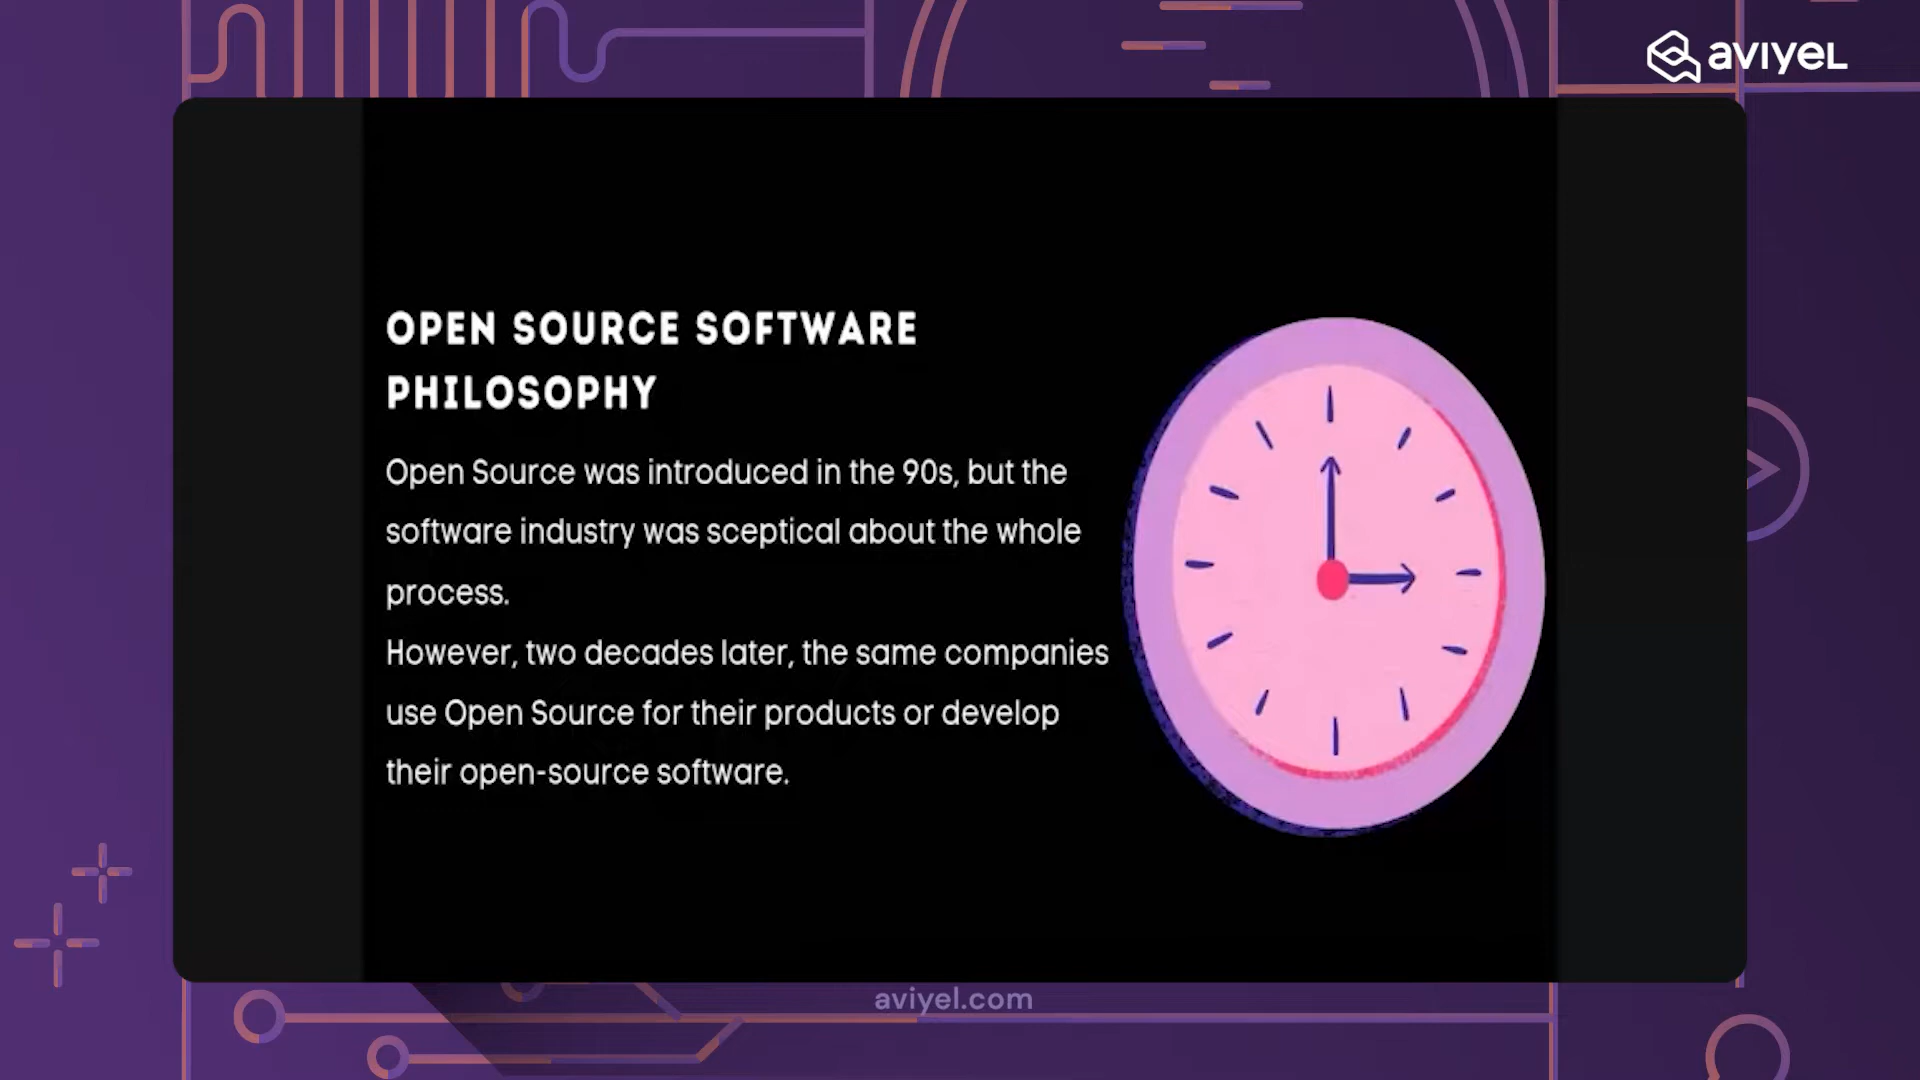 aviyel
OPEN SOURCE SOFTWARE
PHILOSOPHY
Open Source was introduced in the 90s, but the
software industry was sceptical about the whole
process.
However, two decades later, the same companies
use Open Source for their products or develop
their open-source software.
aviyel.com